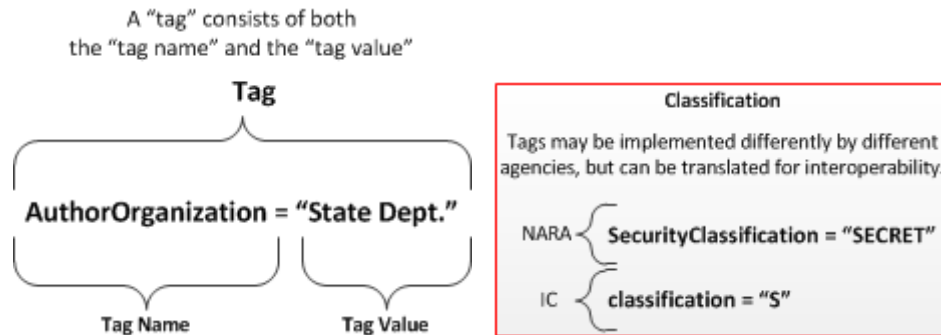 A “tag” consists of both
the “tag name” and the “tag value”
Tag
AuthorOrganization = “State Dept.”
Tag Name
Tag Value
Classification
Tags may be implemented differently by different
agencies, but can be translated for interoperability.
NARA
SecurityClassification = “SECRET”
IC
classification = “S”